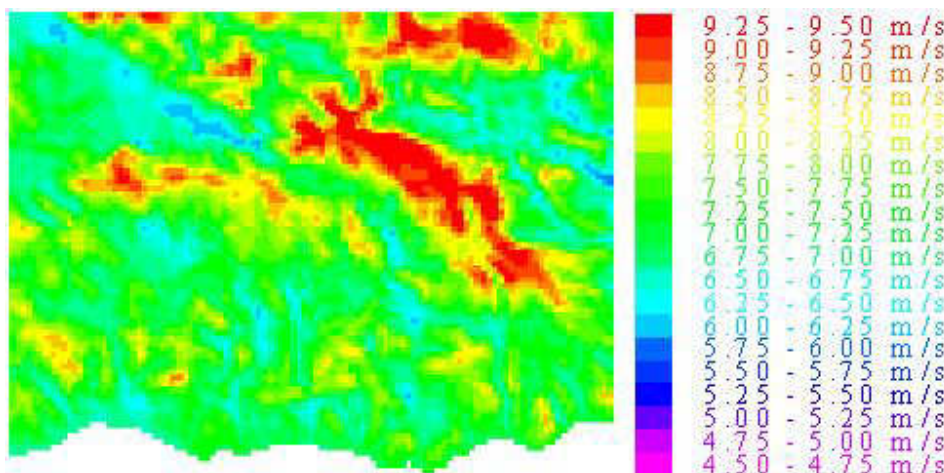 9.25 - 9.50 m/s
9.00 - 9.25 m/s
8.75 - 9.00 m/s
8.50 - 8.75 m/s
8.25 - 8.50 m/s
8.00 - 8.25 m/s
7.75 - 8.00 m/s
7.50 - 7.75 m/s
7.25 - 7.50 m/s
7.00 - 7.25 m/s
6.75 - 7.00 m/s
6.50 - 6.75 m/s
6.25 - 6.50 m/s
6.00 - 6.25 m/s
5.75 - 6.00 m/s
5.50 - 5.75 m/s
5.25 - 5.50 m/s
5.00 - 5.25 m/s
4.75 - 5.00 m/s
4.50 - 4.75 m/s